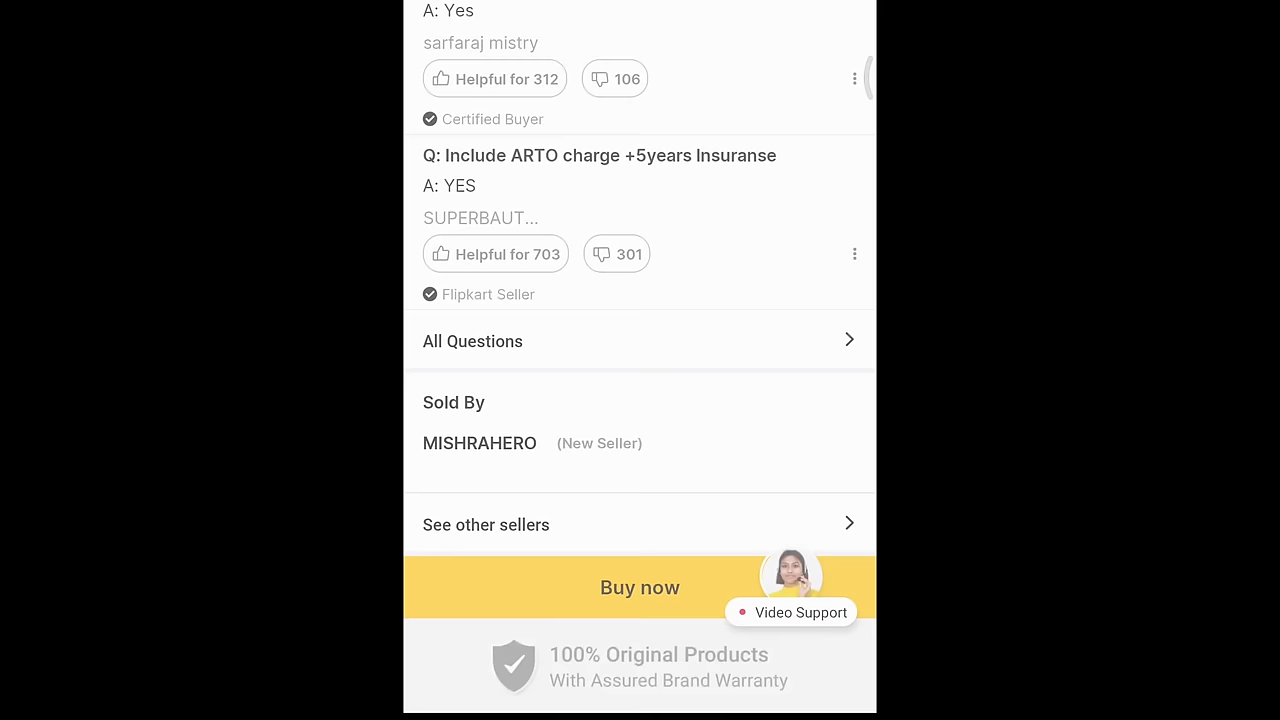 A: Yes
sarfaraj mistry
Helpful for 312
106
Certified Buyer
Q: Include ARTO charge +5years Insuranse
A: YES
SUPERBAUT...
Helpful for 703
301
Flipkart Seller
All Questions
Sold By
MISHRAHERO (New Seller)
See other sellers
Buy now
Video Support
100% Original Products
With Assured Brand Warranty